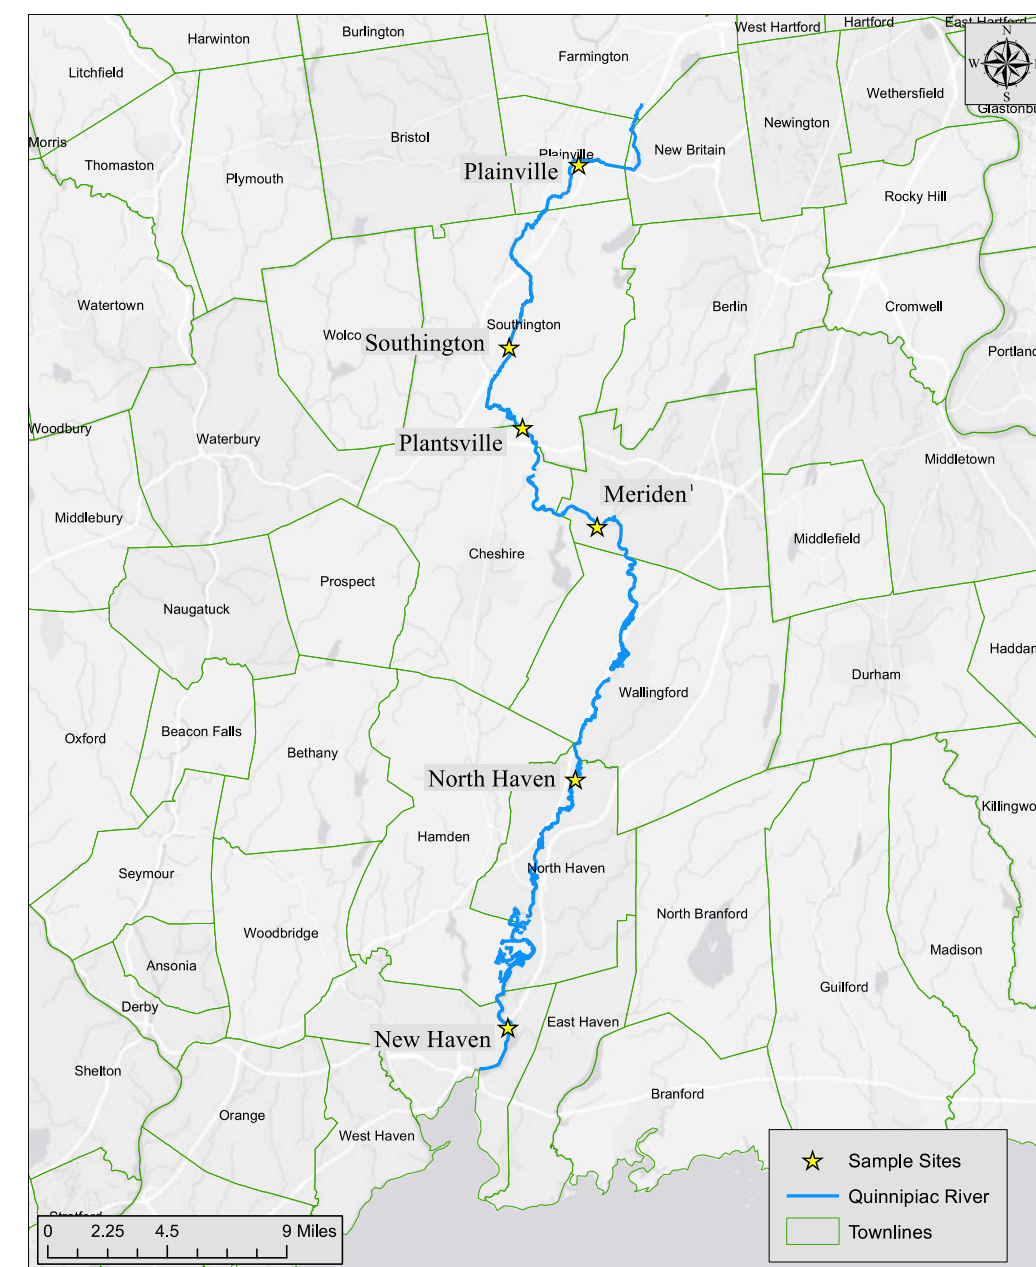 Harwinton
Burlington
West Hartford
Hartford
East Hartford
Litchfield
Farmington
N
W
S
Wethersfield
Glastonbu
Morris
Thomaston
Bristol
Newington
Plainville
New Britain
Plainville
Plymouth
Rocky Hill
Watertown
Berlin
Cromwell
Wolco
Southington
Southington
Portland
Woodbury
Waterbury
Plantsville
Middletown
Meriden
Middlebury
Middlefield
Cheshire
Prospect
Naugatuck
Haddam
Durham
Wallingford
Oxford
Beacon Falls
Bethany
North Haven
Killingwo
Hamden
North Haven
Seymour
North Branford
Woodbridge
Madison
Ansonia
Guilford
Derby
East Haven
New Haven
Shelton
Branford
Orange
West Haven
Stratford
Sample Sites
Quinnipiac River
Townlines
0 2.25 4.5 9 Miles